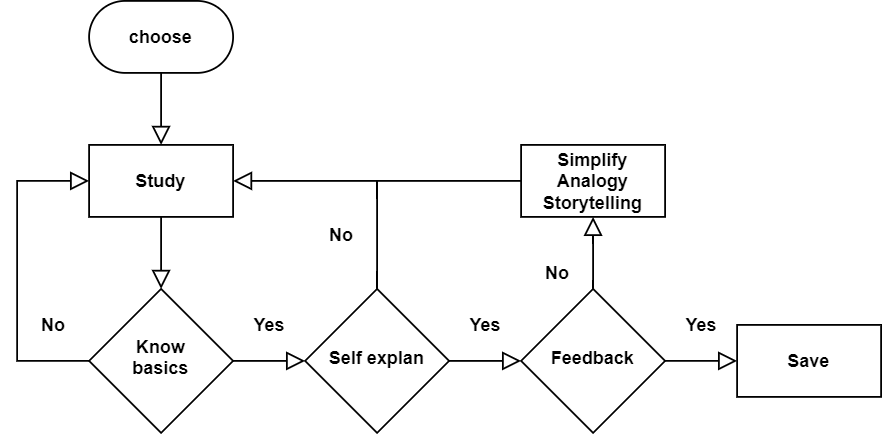 choose
Study
Simplify
Analogy
Storytelling
No
No
No
Yes
Yes
Yes
Know
basics
Self explan
Feedback
Save